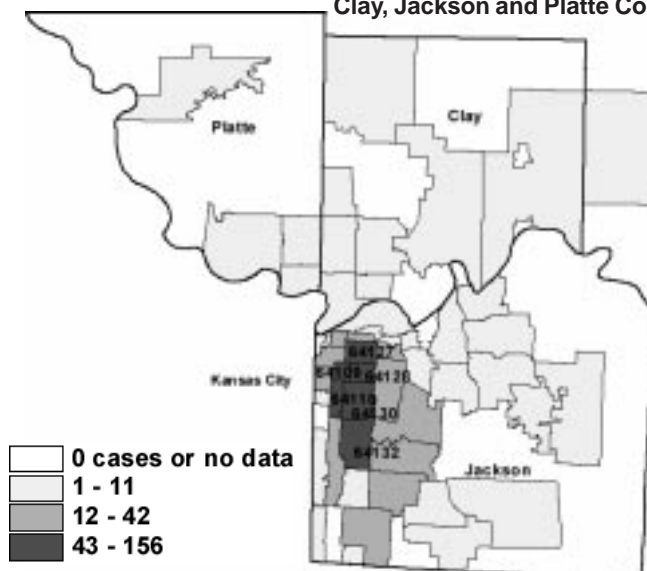 Clay, Jackson and Platte Co
Platte
Clay
64127
64109
64128
Kansas City
64110
64130
64132
Jackson
0 cases or no data
1 - 11
12 - 42
43 - 156